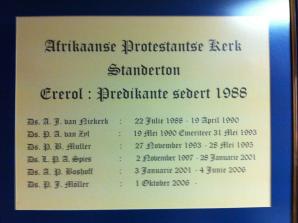 Afrikaanse Protestantse Kerk
Standerton
Ererol : Predikante sedert 1988
Ds. A. J. van Niekerk : 22 Julie 1988 - 19 April 1990
Ds. P. A. van Zyl : 19 Mei 1990 Emeriteer 31 Mei 1993
Ds. P. B. Muller : 27 November 1993 - 28 Mei 1995
Ds. L. P. A. Spies : 2 November 1997 - 28 Januarie 2001
Ds. A. P. Boshoff : 3 Januarie 2001 - 4 Junie 2006
Ds. P. J. Möller : 1 Oktober 2006 -